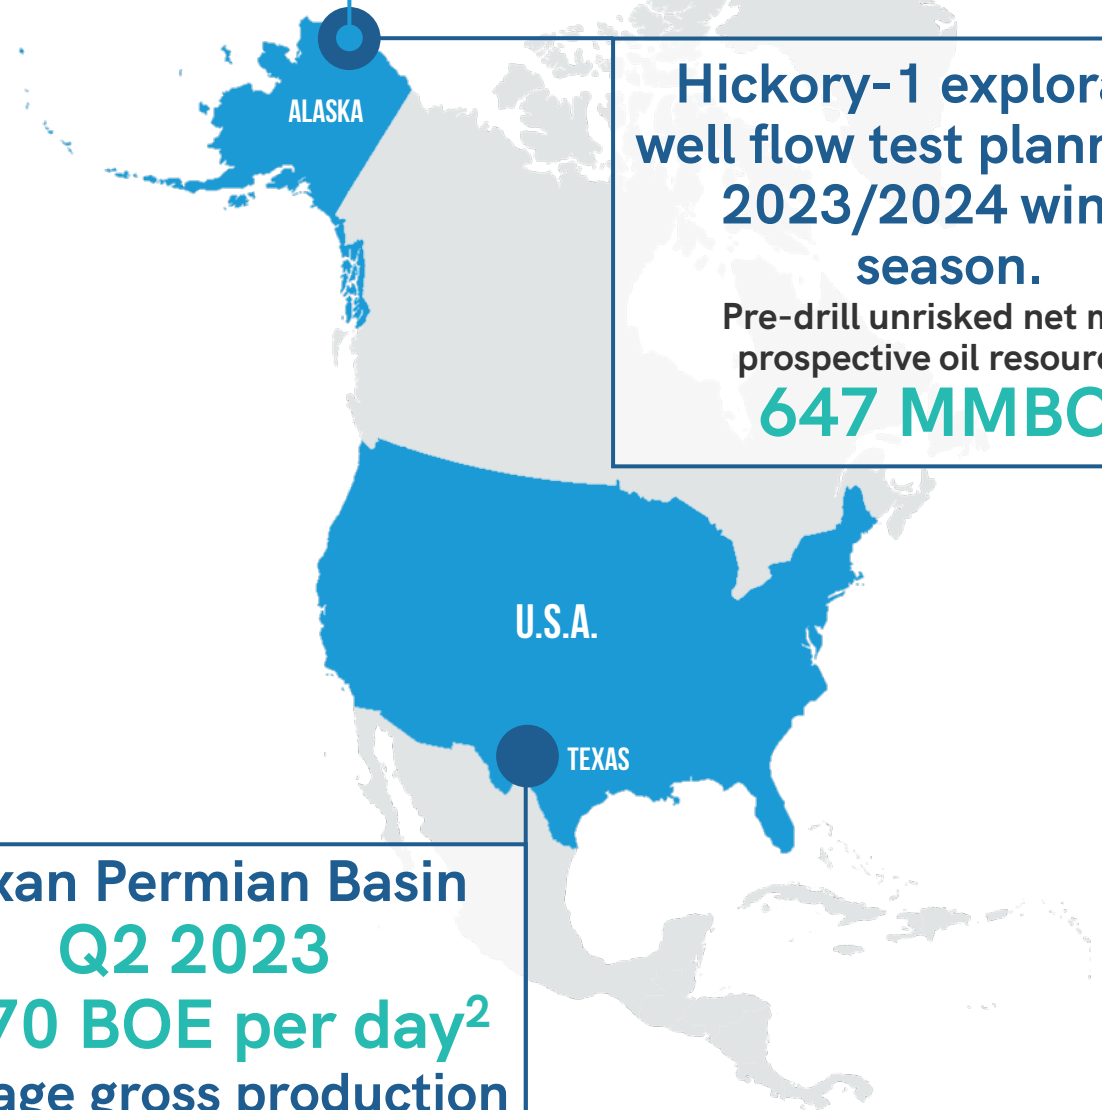 ALASKA
Hickory-1 explora
well flow test plann
2023/2024 win
season.
Pre-drill unrisked net m
prospective oil resourc
647 MMBO
U.S.A.
TEXAS
xan Permian Basin
Q2 2023
70 BOE per day²
age gross production